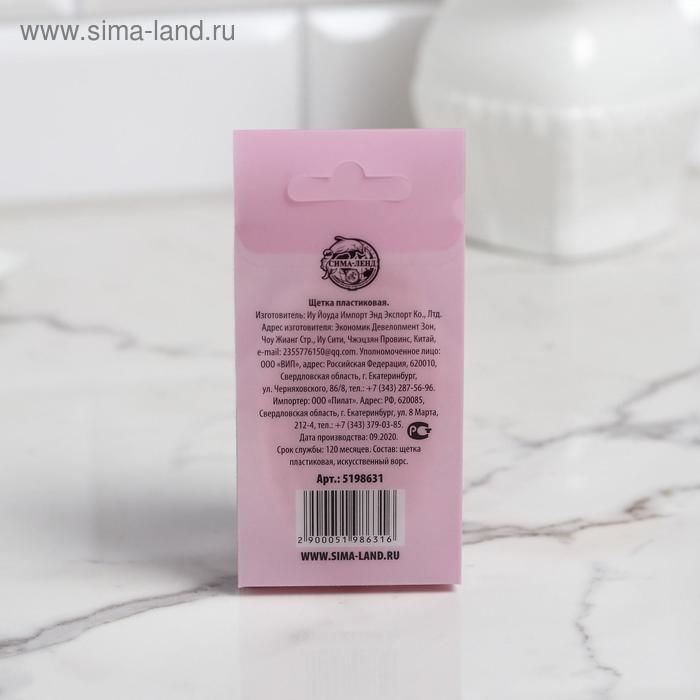 www.sima-land.ru
СИМА-ЛЕНД
Щетка пластиковая.
Изготовитель: Иу Йоуда Импорт Энд Экспорт Ко., Лтд.
Адрес изготовителя: Экономик Девелопмент Зон,
Чоу Жианг Стр., Иу Сити, Чжэцзян Провинс, Китай,
e-mail: 2355776150@qq.com. Уполномоченное лицо:
ООО «ВИП», адрес: Российская Федерация, 620010,
Свердловская область, г. Екатеринбург,
ул. Черняховского, 86/8, тел.: +7 (343) 287-56-96.
Импортер: ООО «Пилат». Адрес: РФ, 620085,
Свердловская область, г. Екатеринбург, ул. 8 Марта,
212-4, тел.: +7 (343) 379-03-85.
Дата производства: 09.2020.
Срок службы: 120 месяцев. Состав: щетка
пластиковая, искусственный ворс.
Арт.: 5198631
2 900051 986316
WWW.SIMA-LAND.RU